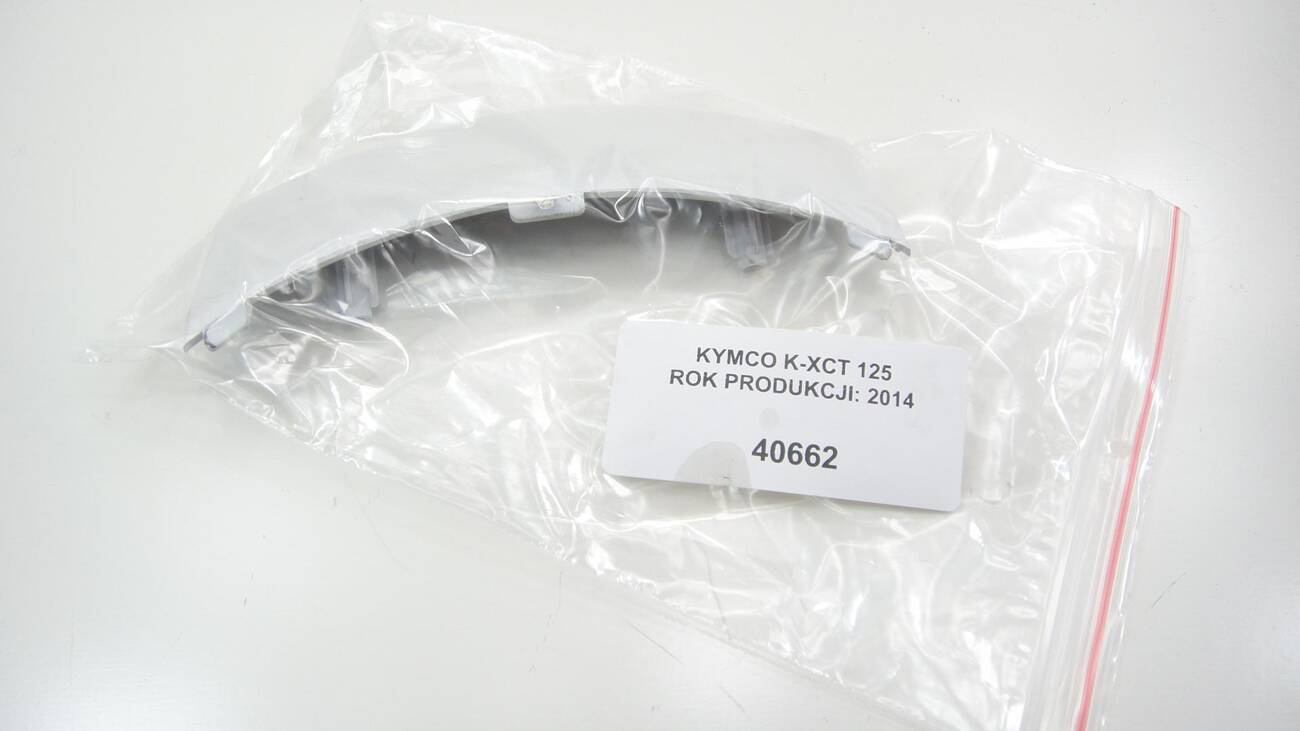 KYMCO K-XCT 125
ROK PRODUKCJI: 2014
40662